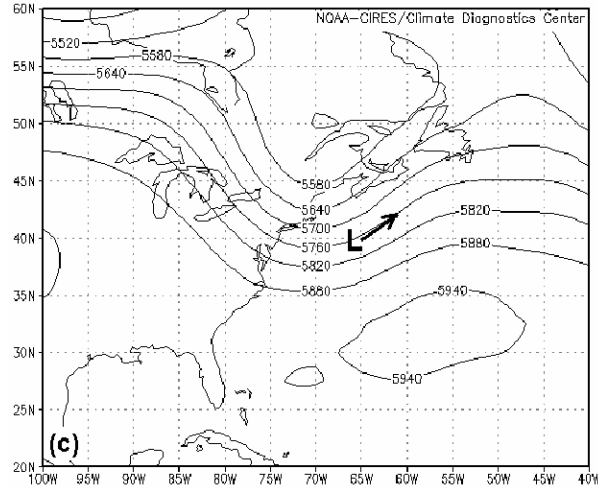 NOAA-CIRES/Climate Diagnostics Center
60N
5520
5580
5640
50N
45N
5580
5640
5700
5820
L
40N
5760
5820
5880
35N
5880
5940
30N
5940
25N
(c)
20N
100W 95W 90W 85W 80W 75W 70W 65W 60W 55W 50W 45W 40W
55N